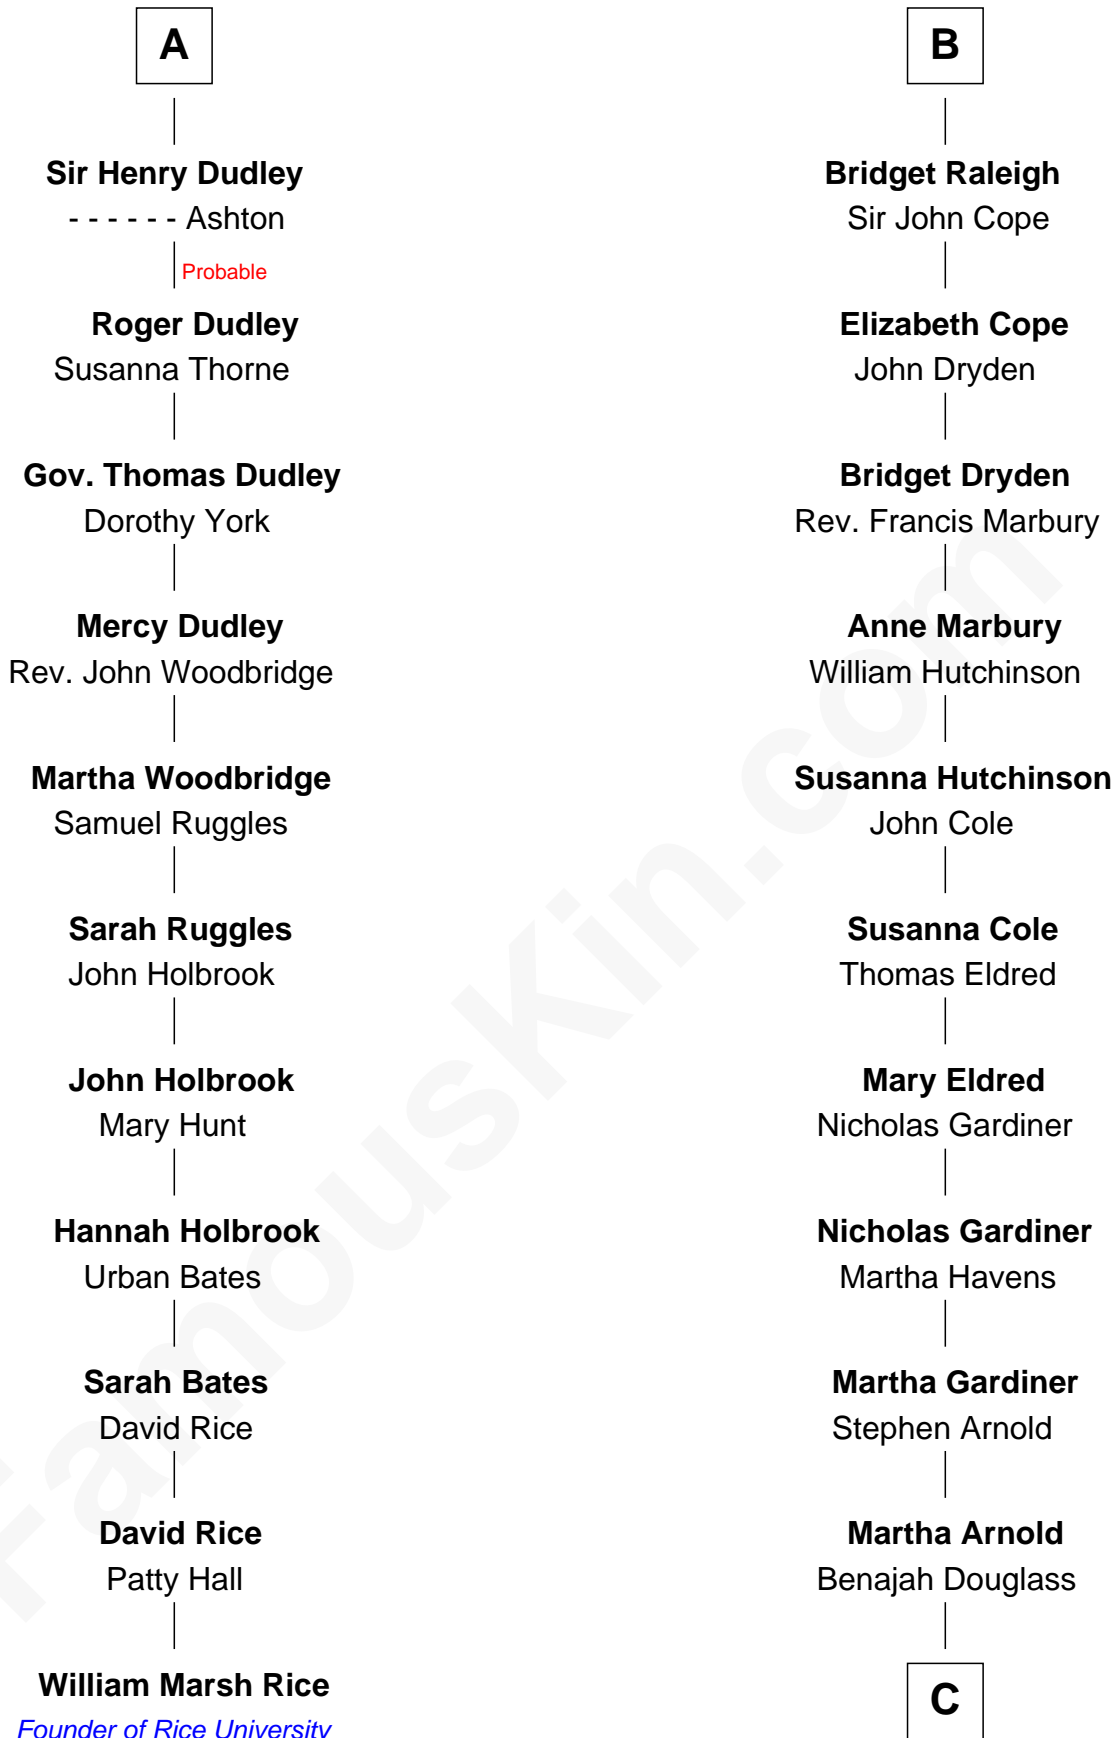 A
Sir Henry Dudley
- - - - - - Ashton
Probable
Roger Dudley
Susanna Thorne
Gov. Thomas Dudley
Dorothy York
Mercy Dudley
Rev. John Woodbridge
Martha Woodbridge
Samuel Ruggles
Sarah Ruggles
John Holbrook
John Holbrook
Mary Hunt
Hannah Holbrook
Urban Bates
Sarah Bates
David Rice
David Rice
Patty Hall
William Marsh Rice
Founder of Rice University
B
Bridget Raleigh
Sir John Cope
Elizabeth Cope
John Dryden
Bridget Dryden
Rev. Francis Marbury
Anne Marbury
William Hutchinson
Susanna Hutchinson
John Cole
Susanna Cole
Thomas Eldred
Mary Eldred
Nicholas Gardiner
Nicholas Gardiner
Martha Havens
Martha Gardiner
Stephen Arnold
Martha Arnold
Benajah Douglass
C
FamousKin.com